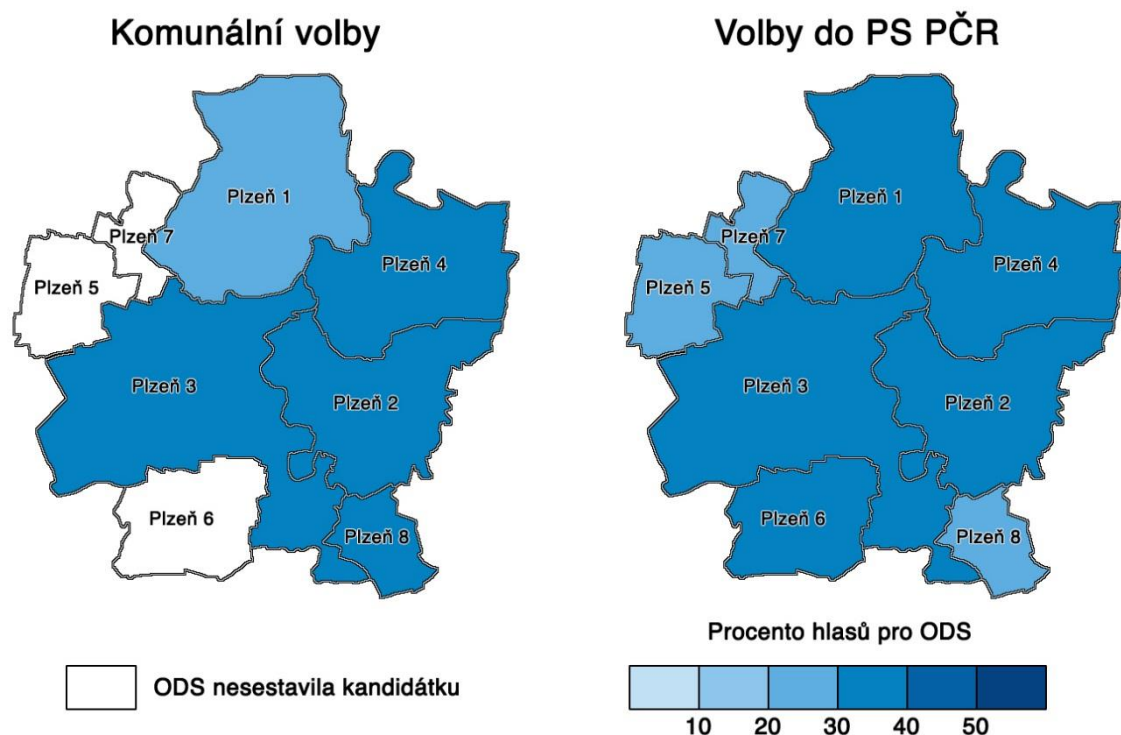 Komunální volby
Volby do PS PČR
Plzeň 1
Plzeň 7
Plzeň 4
Plzeň 5
Plzeň 3
Plzeň 2
Plzeň 6
Plzeň 8
Plzeň 1
Plzeň 7
Plzeň 4
Plzeň 5
Plzeň 3
Plzeň 2
Plzeň 6
Plzeň 8
ODS nesestavila kandidátku
Procento hlasů pro ODS
10 20 30 40 50